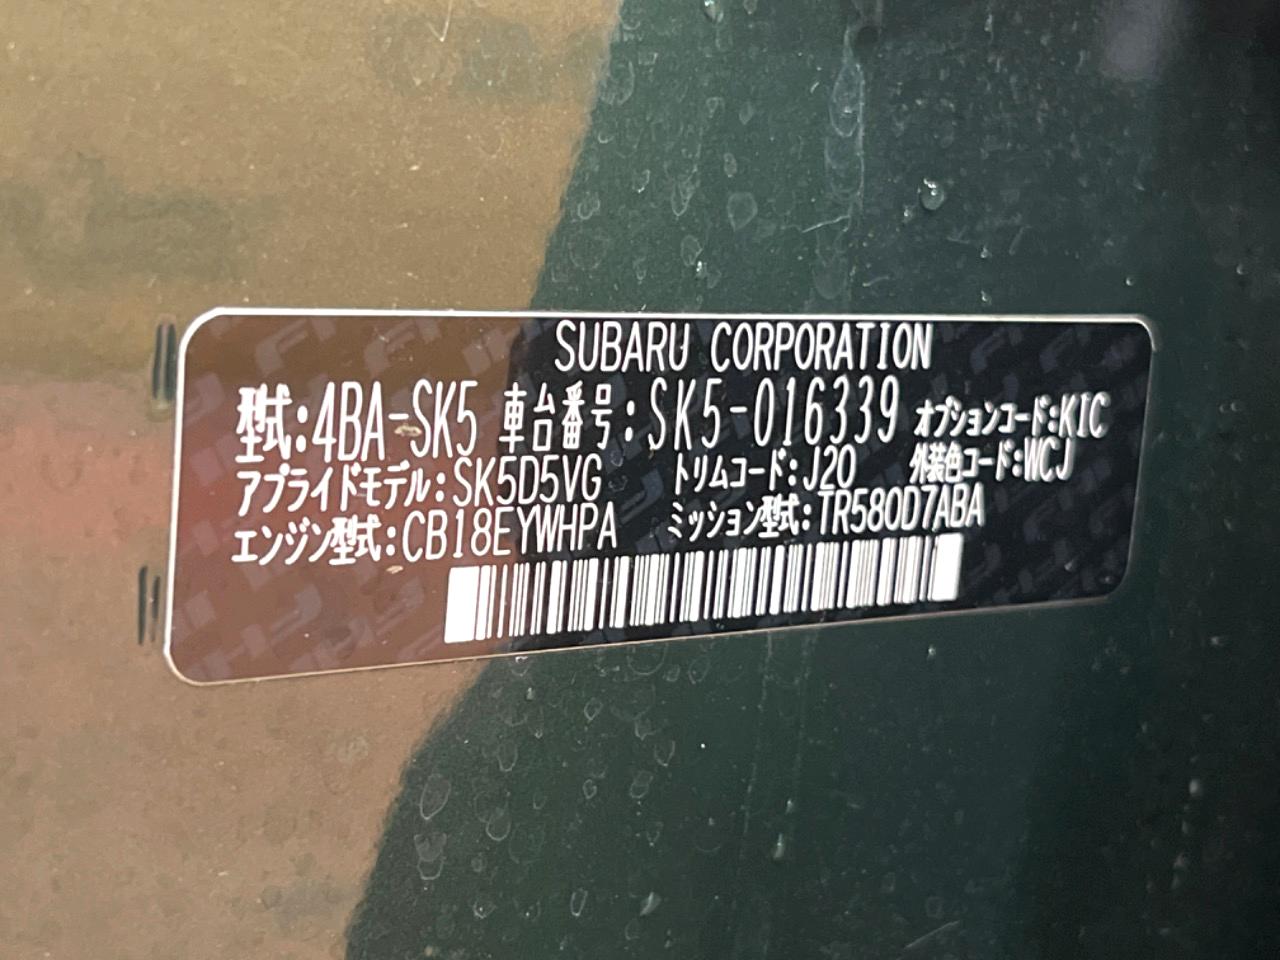 SUBARU CORPORATION
型式:4BA-SK5 車台番号:SK5-016339 オプションコード:KIC
アプライドモデル:SK5D5VG トリムコード:J20 外装色コード:WCJ
エンジン型式:CB18EYWHPA ミッション型式:TR580D7ABA